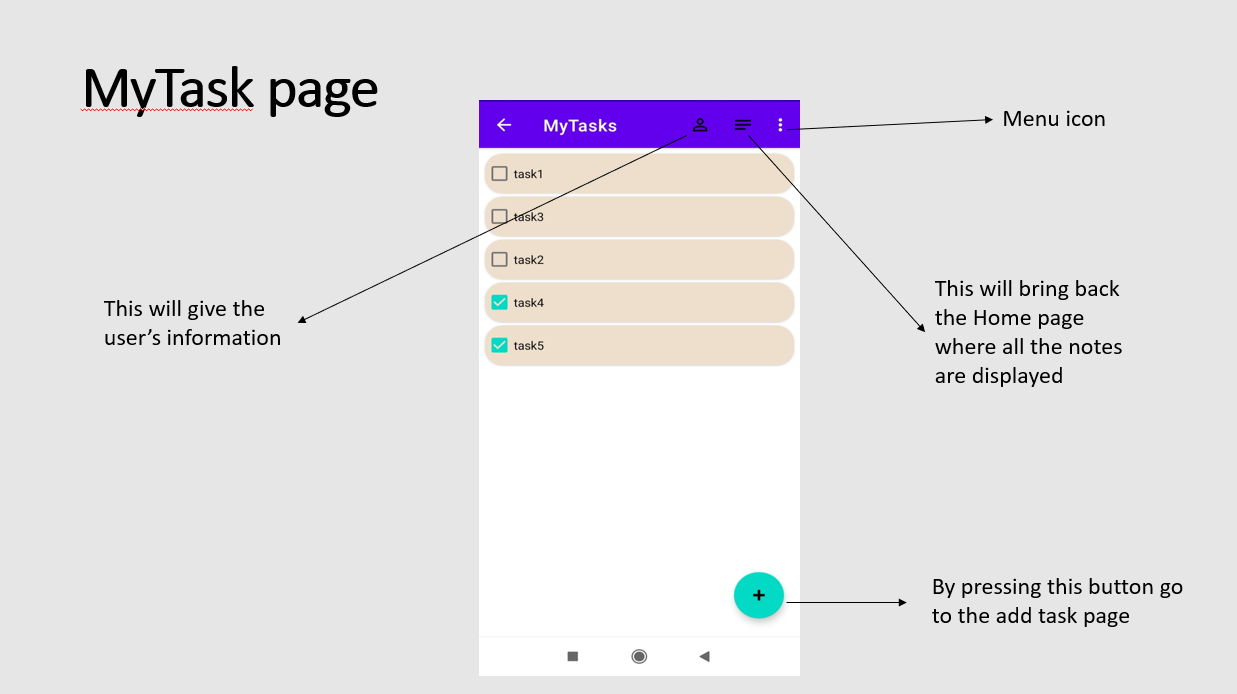 MyTask page
MyTasks
Menu icon
task1
task3
task2
task4
task5
This will give the
user’s information
This will bring back
the Home page
where all the notes
are displayed
By pressing this button go
to the add task page